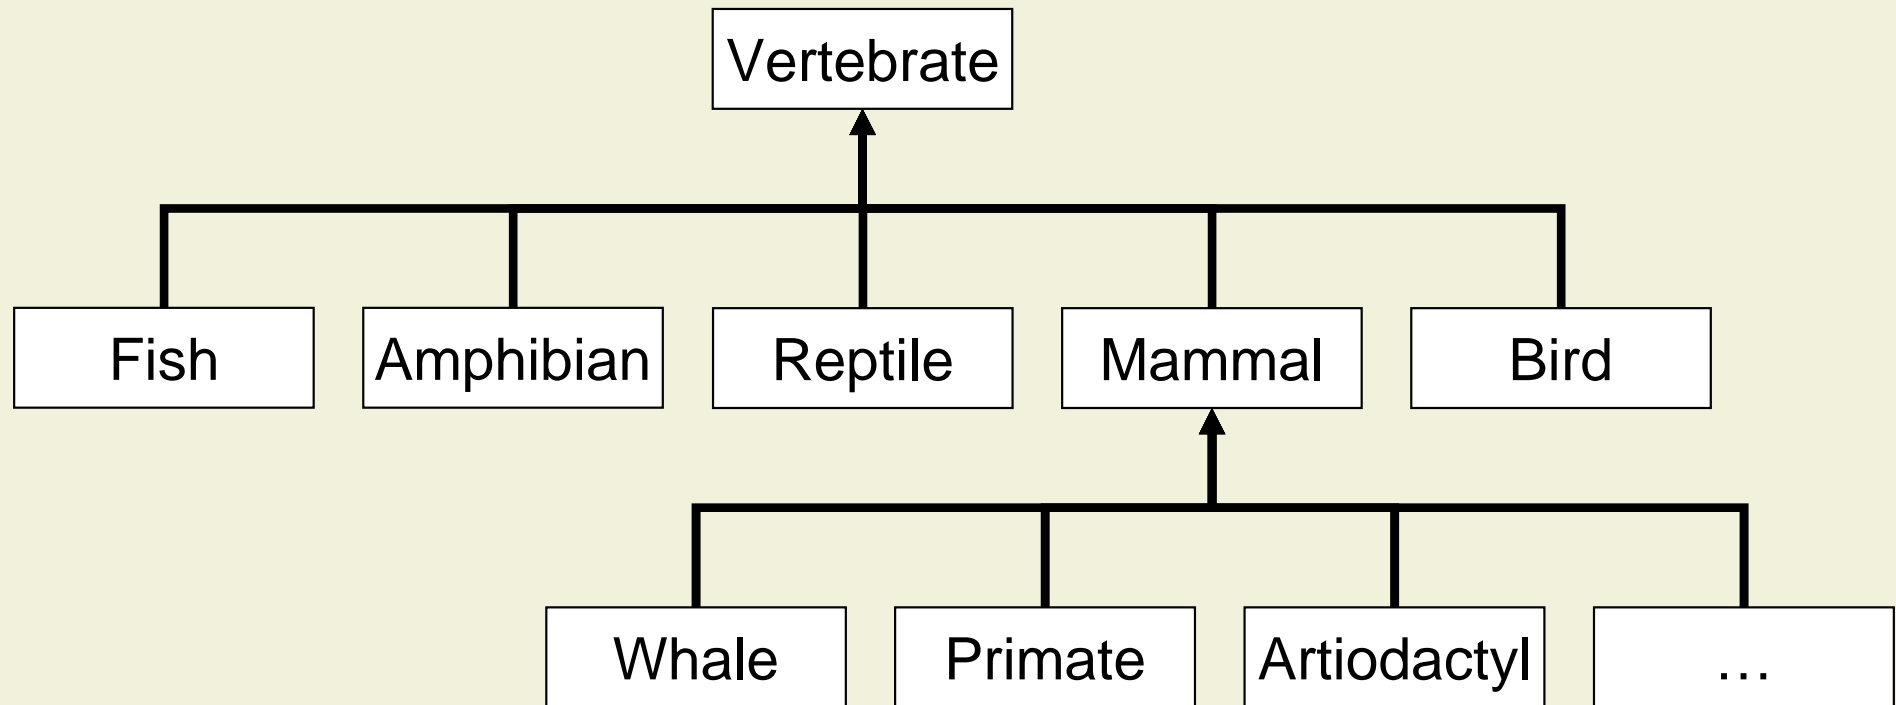 Vertebrate
Fish
Amphibian
Reptile
Mammal
Bird
Whale
Primate
Artiodactyl
…